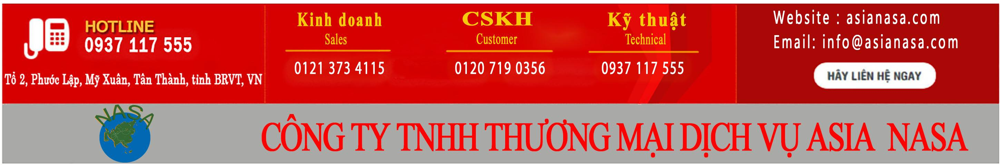 HOTLINE
0937 117 555
Tổ 2, Phước Lập, Mỹ Xuân, Tân Thành, tỉnh BRVT, VN
Kinh doanh
Sales
0121 373 4115
CSKH
Customer
0120 719 0356
Kỹ thuật
Technical
0937 117 555
Website : asianasa.com
Email: info@asianasa.com
HÃY LIÊN HỆ NGAY
NASA
CÔNG TY TNHH THƯƠNG MẠI DỊCH VỤ ASIA NASA